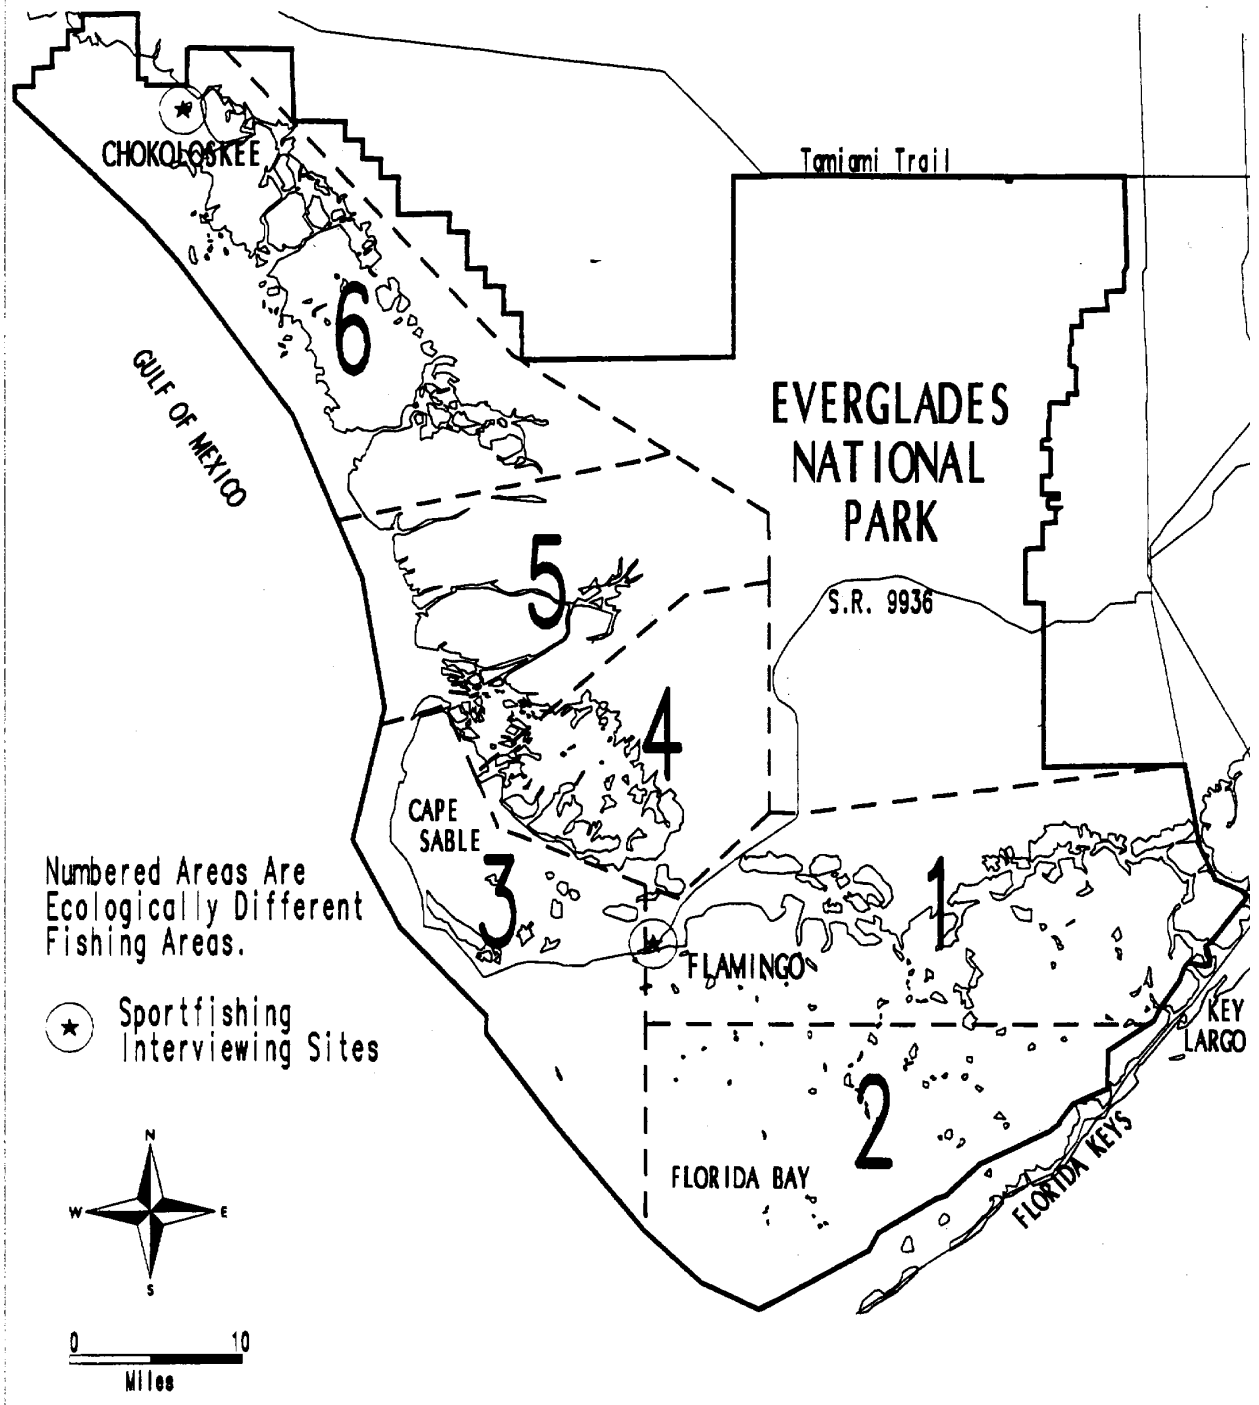 Tamiami Trail
CHOKOLOSKEE
6
GULF OF MEXICO
EVERGLADES
NATIONAL
PARK
5
S.R. 9936
4
CAPE
SABLE
3
1
Numbered Areas Are
Ecologically Different
Fishing Areas.
FLAMINGO
Sportfishing
Interviewing Sites
KEY
LARGO
2
FLORIDA BAY
FLORIDA KEYS
N
W
E
S
0 10
Miles